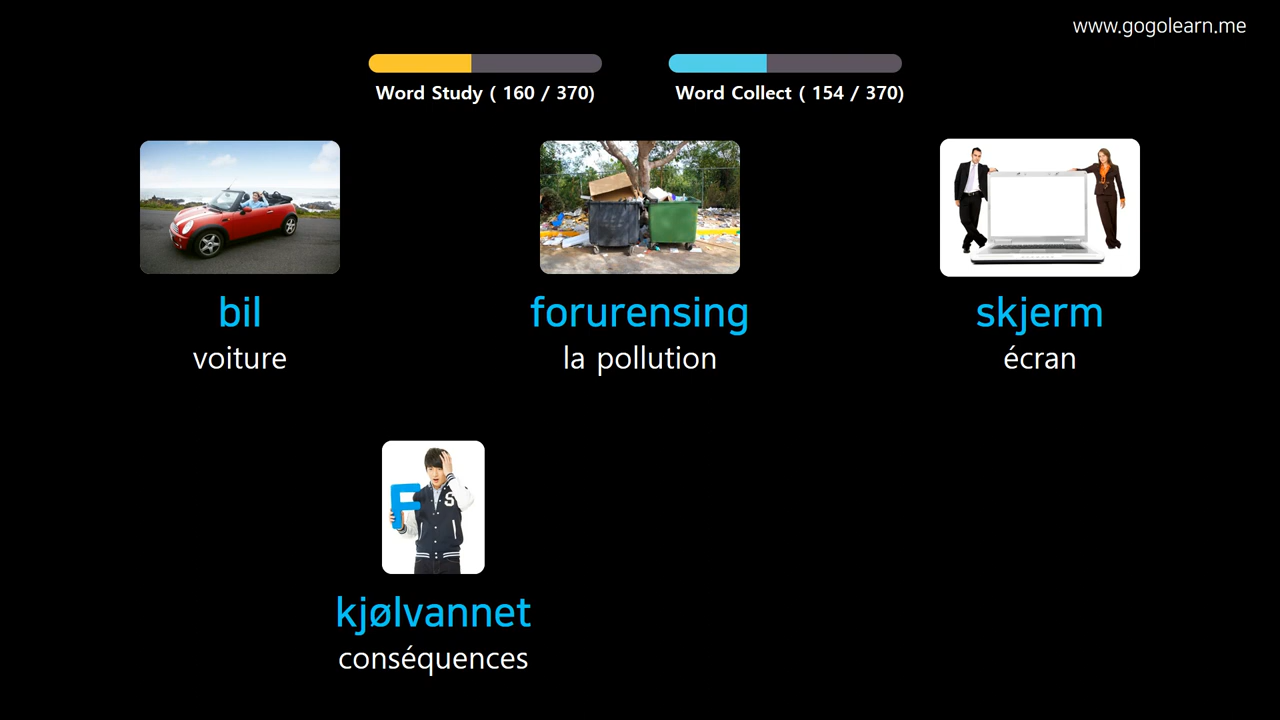 www.gogolearn.me
Word Study ( 160 / 370)
Word Collect ( 154 / 370)
bil
voiture
forurensing
la pollution
skjerm
écran
F
S
kjølvannet
conséquences